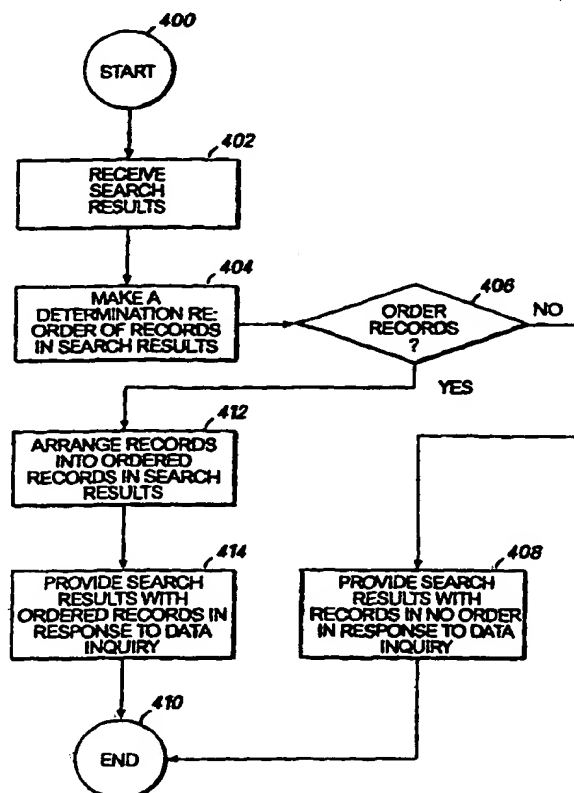 400
START
402
RECEIVE
SEARCH
RESULTS
404
MAKE A
DETERMINATION RE:
ORDER OF RECORDS
IN SEARCH RESULTS
406
ORDER
RECORDS
?
NO
YES
412
ARRANGE RECORDS
INTO ORDERED
RECORDS IN SEARCH
RESULTS
414
PROVIDE SEARCH
RESULTS WITH
ORDERED RECORDS IN
RESPONSE TO DATA
INQUIRY
408
PROVIDE SEARCH
RESULTS WITH
RECORDS IN NO ORDER
IN RESPONSE TO DATA
INQUIRY
410
END